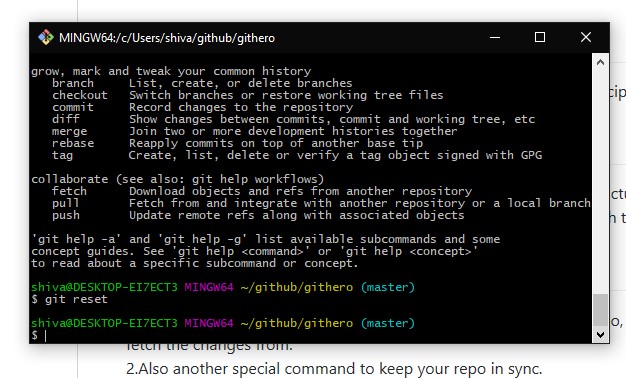 MINGW64:/c/Users/shiva/github/githero
grow, mark and tweak your common history
branch List, create, or delete branches
checkout Switch branches or restore working tree files
commit Record changes to the repository
diff Show changes between commits, commit and working tree, etc
merge Join two or more development histories together
rebase Reapply commits on top of another base tip
tag Create, list, delete or verify a tag object signed with GPG
collaborate (see also: git help workflows)
fetch Download objects and refs from another repository
pull Fetch from and integrate with another repository or a local branch
push Update remote refs along with associated objects
'git help -a' and 'git help -g' list available subcommands and some
concept guides. See 'git help <command>' or 'git help <concept>'
to read about a specific subcommand or concept.
shiva@DESKTOP-EI7ECT3 MINGW64 ~/github/githero (master)
$ git reset
shiva@DESKTOP-EI7ECT3 MINGW64 ~/github/githero (master)
$
fetch the changes from.
2.Also another special command to keep your repo in sync.